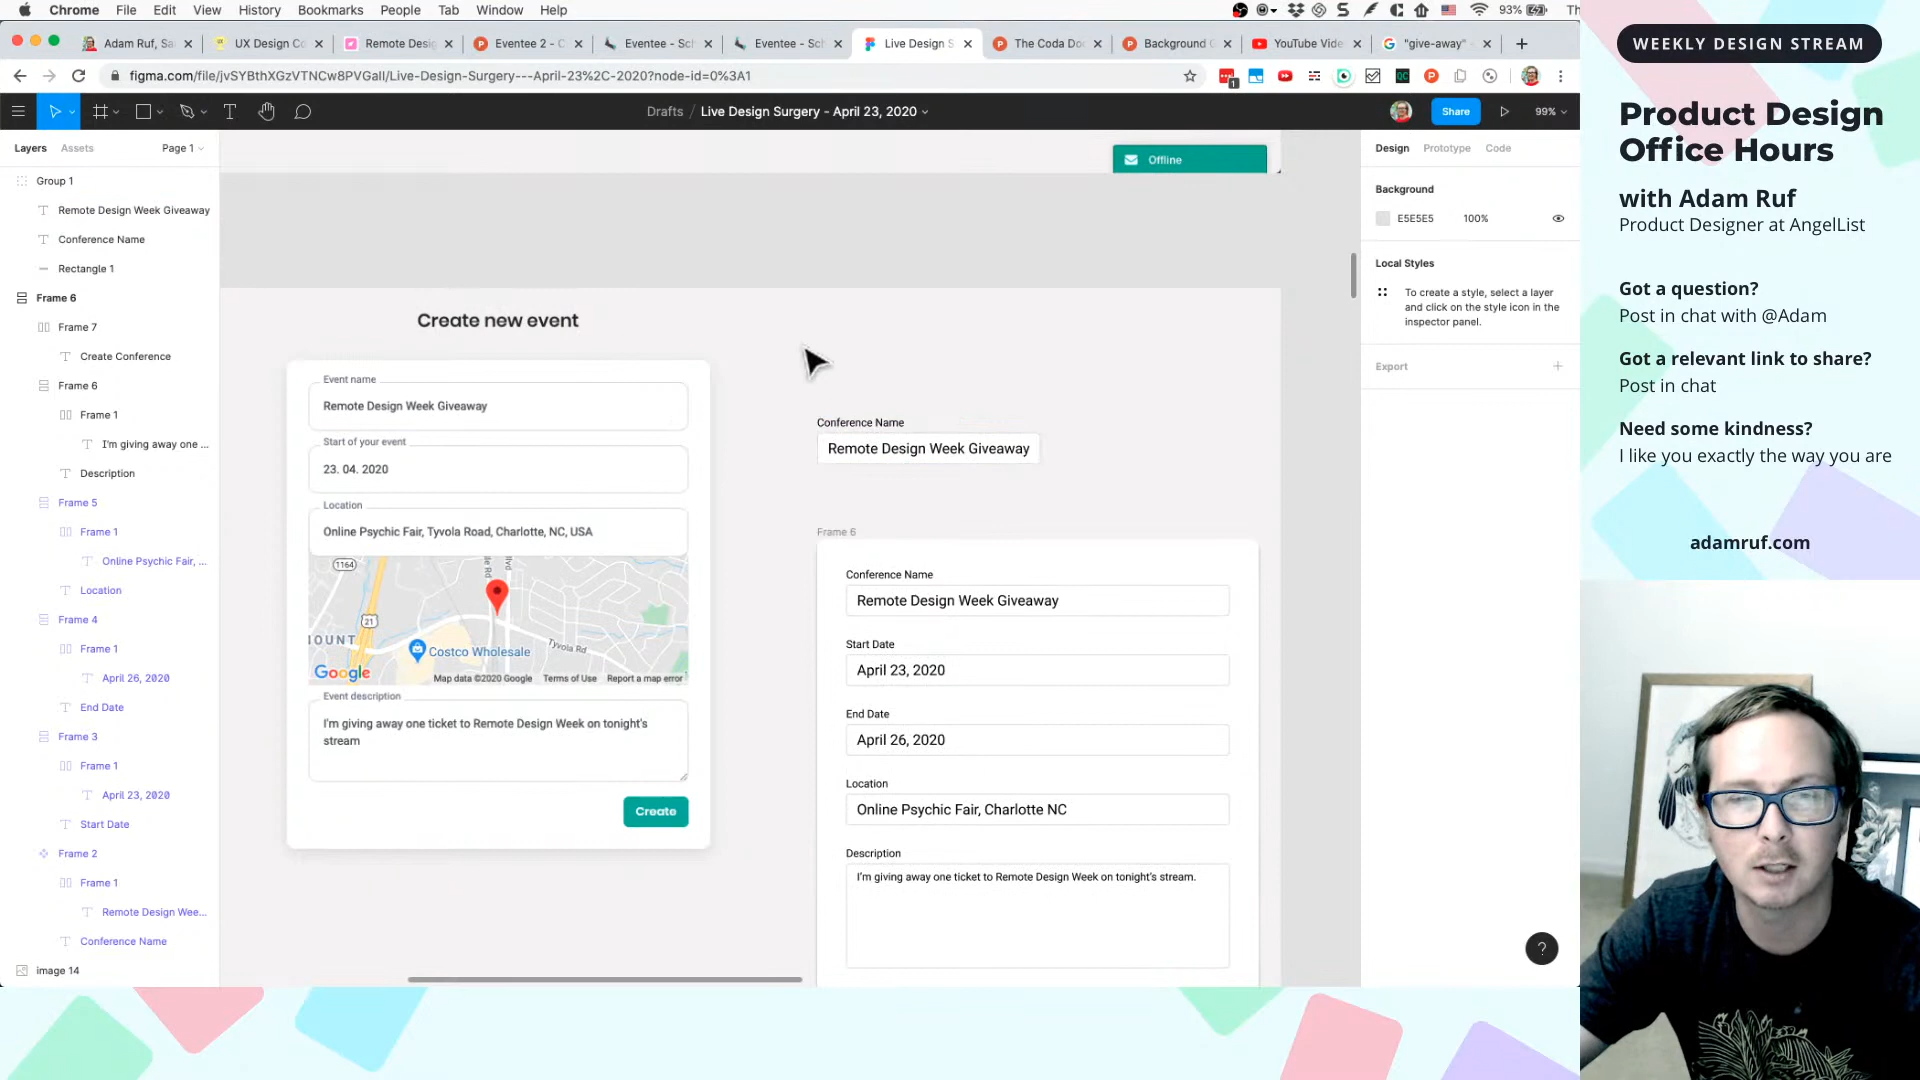 Chrome File Edit View History Bookmarks People Tab Window Help 93% Th
Adam Ruf, Sa UX Design Co Remote Desig Eventee 2 - C Eventee - Sch Eventee - Sch Live Design S The Coda Do Background C YouTube Vide "give-away"
figma.com/file/jvSYBthXGzVTNCw8PVGaII/Live-Design-Surgery---April-23%2C-2020?node-id=0%3A1
Drafts / Live Design Surgery - April 23, 2020
Share
99%
Layers Assets Page 1
Group 1
Remote Design Week Giveaway
Conference Name
Rectangle 1
Frame 6
Frame 7
Create Conference
Frame 6
Frame 1
I'm giving away one ...
Description
Frame 5
Frame 1
Online Psychic Fair, ...
Location
Frame 4
Frame 1
April 26, 2020
End Date
Frame 3
Frame 1
April 23, 2020
Start Date
Frame 2
Frame 1
Remote Design Wee...
Conference Name
image 14
Offline
Create new event
Event name
Remote Design Week Giveaway
Start of your event
23. 04. 2020
Location
Online Psychic Fair, Tyvola Road, Charlotte, NC, USA
1164
21
MOUNT
Costco Wholesale
Tyvola Rd
Google
Map data ©2020 Google Terms of Use Report a map error
Event description
I'm giving away one ticket to Remote Design Week on tonight's
stream
Create
Conference Name
Remote Design Week Giveaway
Frame 6
Conference Name
Remote Design Week Giveaway
Start Date
April 23, 2020
End Date
April 26, 2020
Location
Online Psychic Fair, Charlotte NC
Description
I'm giving away one ticket to Remote Design Week on tonight's stream.
Design Prototype Code
Background
E5E5E5 100%
Local Styles
To create a style, select a layer
and click on the style icon in the
inspector panel.
Export
?
WEEKLY DESIGN STREAM
Product Design
Office Hours
with Adam Ruf
Product Designer at AngelList
Got a question?
Post in chat with @Adam
Got a relevant link to share?
Post in chat
Need some kindness?
I like you exactly the way you are
adamruf.com